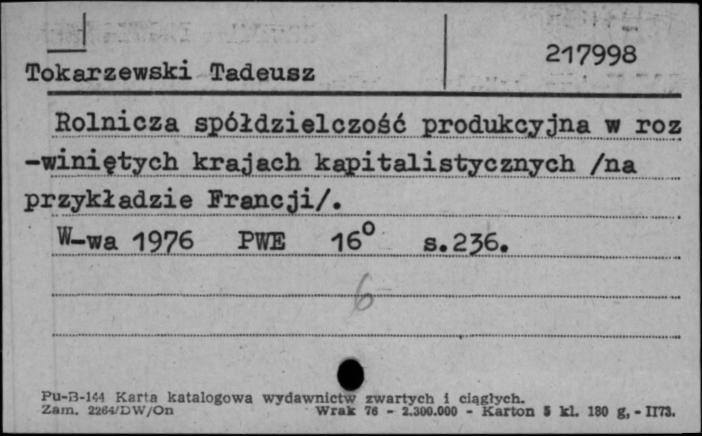 217998
Tokarzewski Tadeusz
Rolnicza spółdzielczość produkcyjna w roz
-winiętych krajach kapitalistycznych /na
przykładzie Francji/.
W-wa 1976 PWE 16° s.236.
6
Pu-B-144 Karta katalogowa wydawnictw zwartych i ciągłych.
Zam. 2264/DW/On Wrak 76 - 2.300.000 - Karton 5 kl. 180 g, - II73.